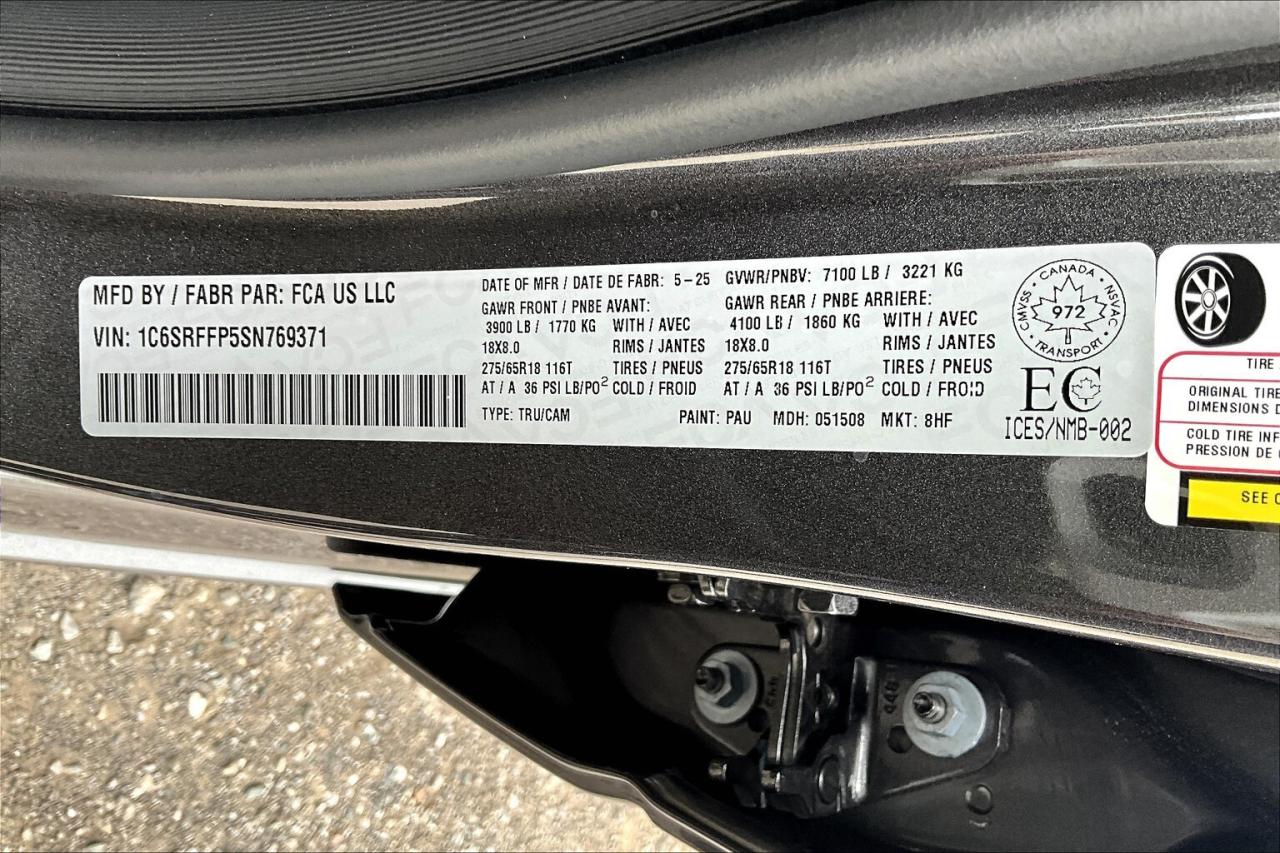 MFD BY / FABR PAR: FCA US LLC
VIN: 1C6SRFFP5SN769371
DATE OF MFR / DATE DE FABR: 5-25 GVWR/PNBV: 7100 LB / 3221 KG
GAWR FRONT / PNBE AVANT: GAWR REAR / PNBE ARRIERE:
3900 LB / 1770 KG WITH / AVEC 4100 LB / 1860 KG WITH / AVEC
18X8.0 RIMS / JANTES 18X8.0 RIMS / JANTES
275/65R18 116T TIRES / PNEUS 275/65R18 116T TIRES / PNEUS
AT / A 36 PSI LB/PO2 COLD / FROID AT / A 36 PSI LB/PO2 COLD / FROID
TYPE: TRU/CAM PAINT: PAU MDH: 051508 MKT: 8HF
CANADA
CMVSS 972 NSVAC
TRANSPORT
EC
ICES/NMB-002
TIRE
ORIGINAL TIRE
DIMENSIONS D
COLD TIRE INF
PRESSION DE
SEE
448